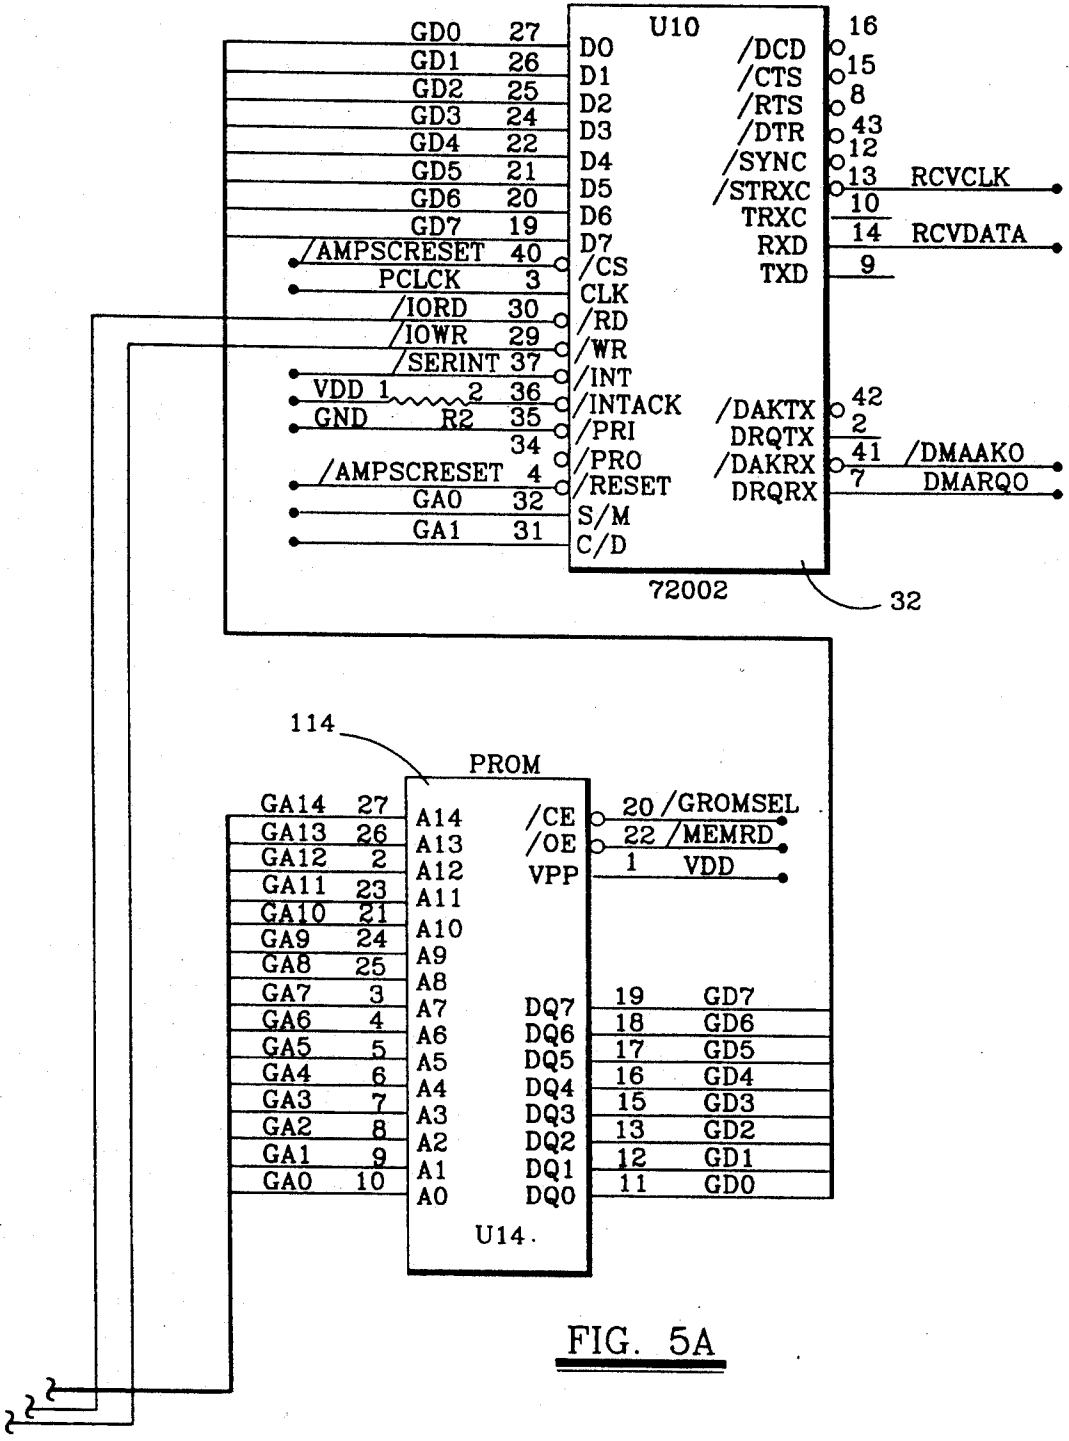 U10
GD0 27 D0 /DCD 16
GD1 26 D1 /CTS 15
GD2 25 D2 /RTS 8
GD3 24 D3 /DTR 43
GD4 22 D4 /SYNC 12
GD5 21 D5 /STRXC 13 RCVCLK
GD6 20 D6 TRXC 10
GD7 19 D7 RXD 14 RCVDATA
/AMPSCRESET 40 /CS TXD 9
PCLCK 3 CLK
/IORD 30 /RD
/IOWR 29 /WR
/SERINT 37 /INT
VDD 1 2 36 /INTACK /DAKTX 42
GND R2 35 /PRI DRQTX 2
34 /PRO /DAKRX 41 /DMAAK0
/AMPSCRESET 4 /RESET DRQRX 7 DMARQ0
GA0 32 S/M
GA1 31 C/D
72002
32
114
PROM
GA14 27 A14 /CE 20 /GROMSEL
GA13 26 A13 /OE 22 /MEMRD
GA12 2 A12 VPP 1 VDD
GA11 23 A11
GA10 21 A10
GA9 24 A9
GA8 25 A8
GA7 3 A7 DQ7 19 GD7
GA6 4 A6 DQ6 18 GD6
GA5 5 A5 DQ5 17 GD5
GA4 6 A4 DQ4 16 GD4
GA3 7 A3 DQ3 15 GD3
GA2 8 A2 DQ2 13 GD2
GA1 9 A1 DQ1 12 GD1
GA0 10 A0 DQ0 11 GD0
U14
FIG. 5A